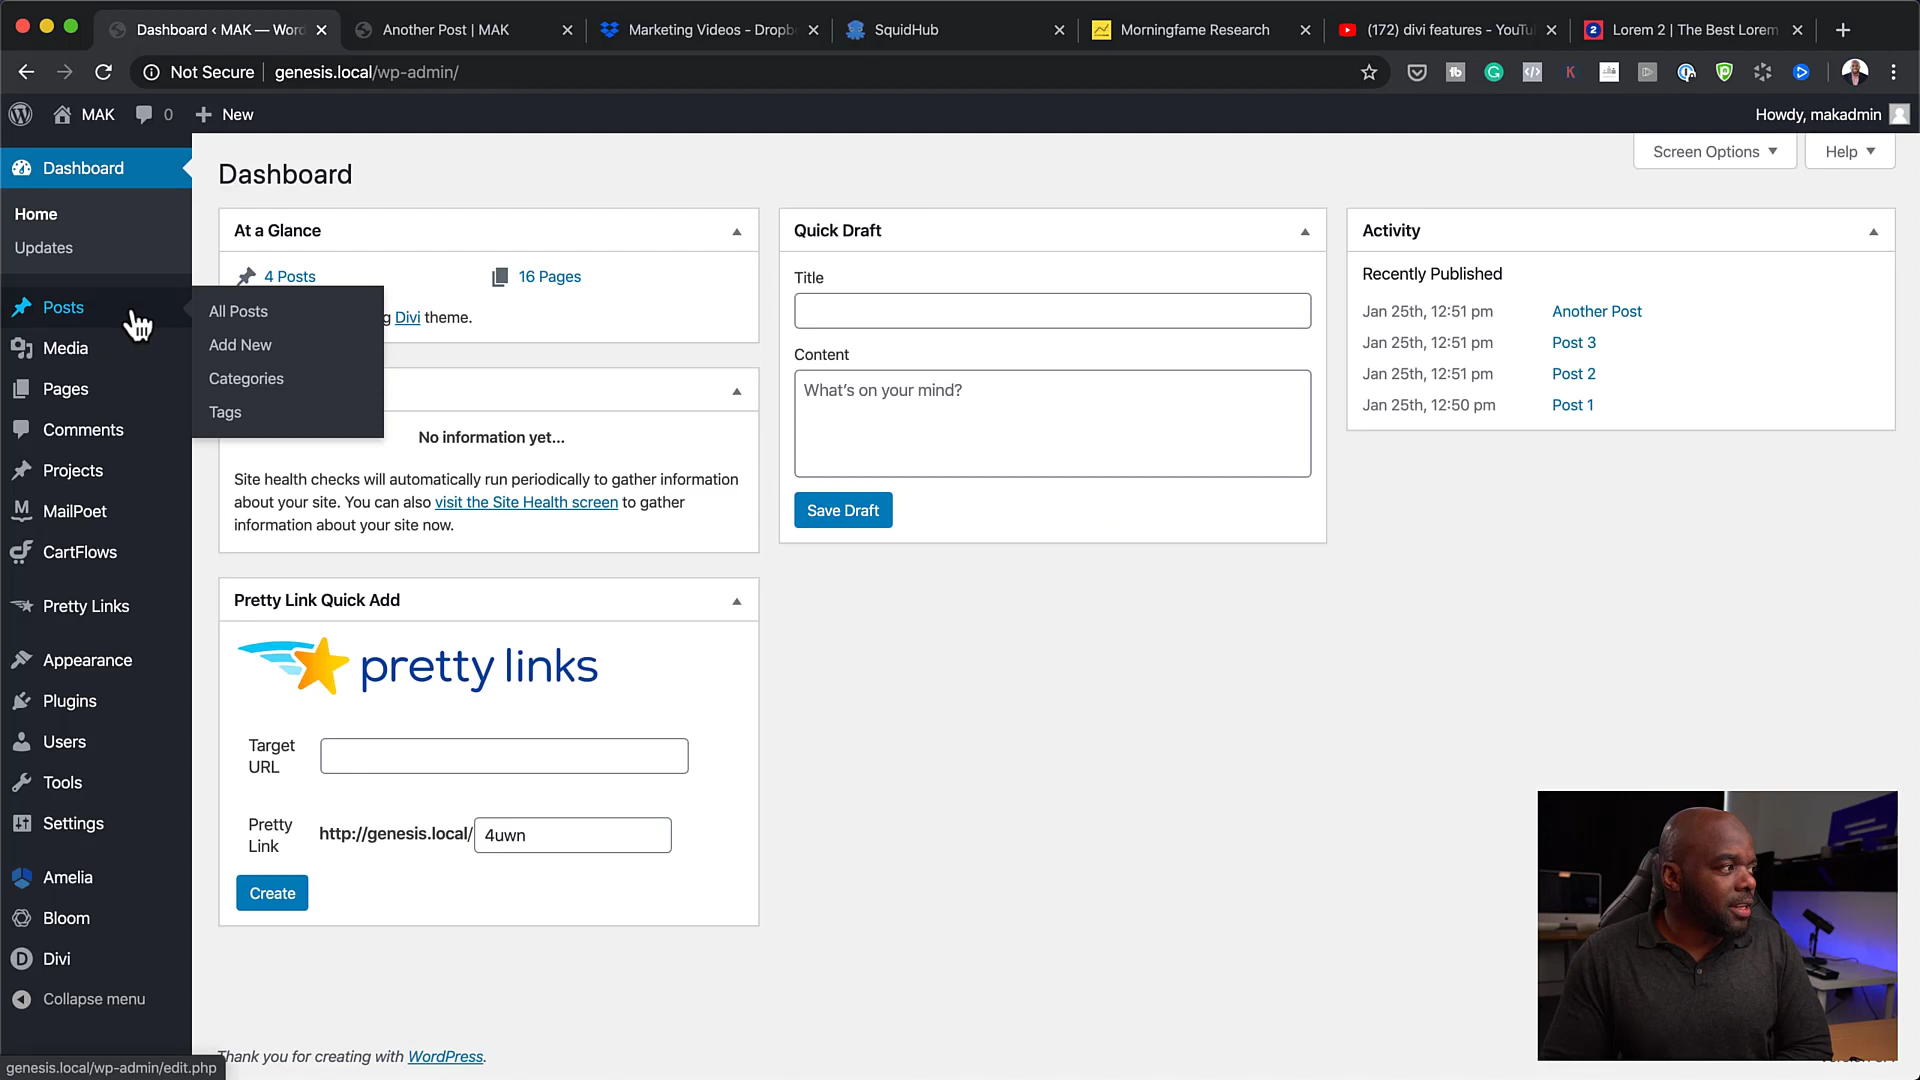 Dashboard ‹ MAK — Word
Another Post | MAK
Marketing Videos - Dropb
SquidHub
Morningfame Research
(172) divi features - YouTu
Lorem 2 | The Best Lorem
Not Secure
genesis.local/wp-admin/
MAK
0
New
Howdy, makadmin
Dashboard
Home
Updates
Posts
Media
Pages
Comments
Projects
MailPoet
CartFlows
Pretty Links
Appearance
Plugins
Users
Tools
Settings
Amelia
Bloom
Divi
Collapse menu
All Posts
Add New
Categories
Tags
Dashboard
Screen Options
Help
At a Glance
4 Posts
16 Pages
g Divi theme.
No information yet...
Site health checks will automatically run periodically to gather information
about your site. You can also visit the Site Health screen to gather
information about your site now.
Pretty Link Quick Add
pretty links
Target
URL
Pretty
Link
http://genesis.local/
4uwn
Create
Quick Draft
Title
Content
What's on your mind?
Save Draft
Activity
Recently Published
Jan 25th, 12:51 pm Another Post
Jan 25th, 12:51 pm Post 3
Jan 25th, 12:51 pm Post 2
Jan 25th, 12:50 pm Post 1
Thank you for creating with WordPress.
genesis.local/wp-admin/edit.php